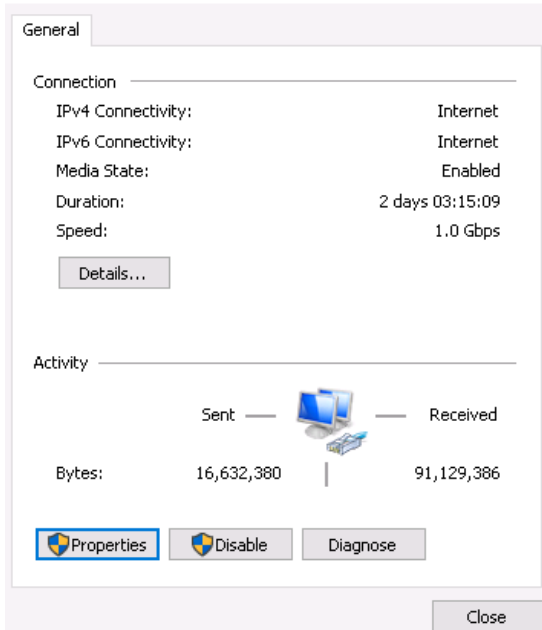 General
Connection
IPv4 Connectivity: Internet
IPv6 Connectivity: Internet
Media State: Enabled
Duration: 2 days 03:15:09
Speed: 1.0 Gbps
Details...
Activity
Sent Received
Bytes: 16,632,380 91,129,386
Properties Disable Diagnose
Close